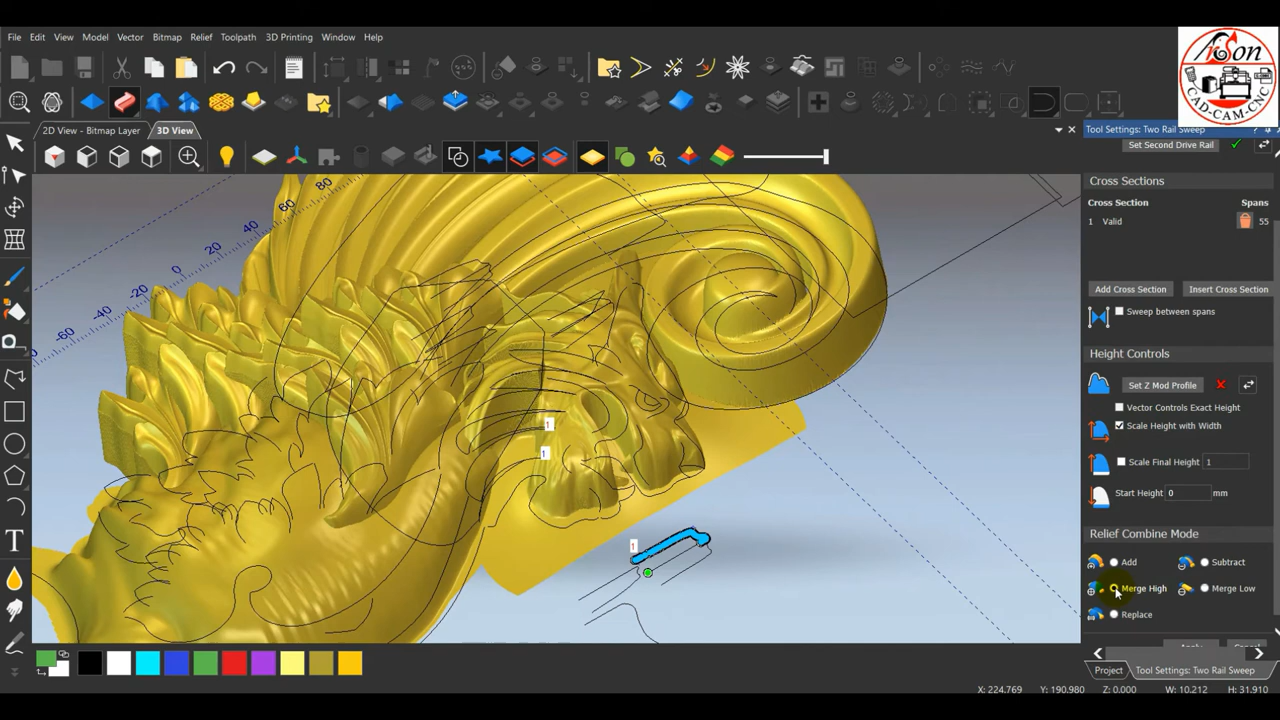 File Edit View Model Vector Bitmap Relief Toolpath 3D Printing Window Help
CAD-CAM-CNC
2D View - Bitmap Layer 3D View
Tool Settings: Two Rail Sweep
Set Second Drive Rail
Cross Sections
Cross Section Spans
1 Valid 55
Add Cross Section Insert Cross Section
Sweep between spans
Height Controls
Set Z Mod Profile
Vector Controls Exact Height
Scale Height with Width
Scale Final Height 1
Start Height 0 mm
Relief Combine Mode
Add Subtract
Merge High Merge Low
Replace
80
60
40
20
0
-20
-40
-60
1
1
1
Project Tool Settings: Two Rail Sweep
X: 224.769 Y: 190.980 Z: 0.000 W: 10.212 H: 31.910